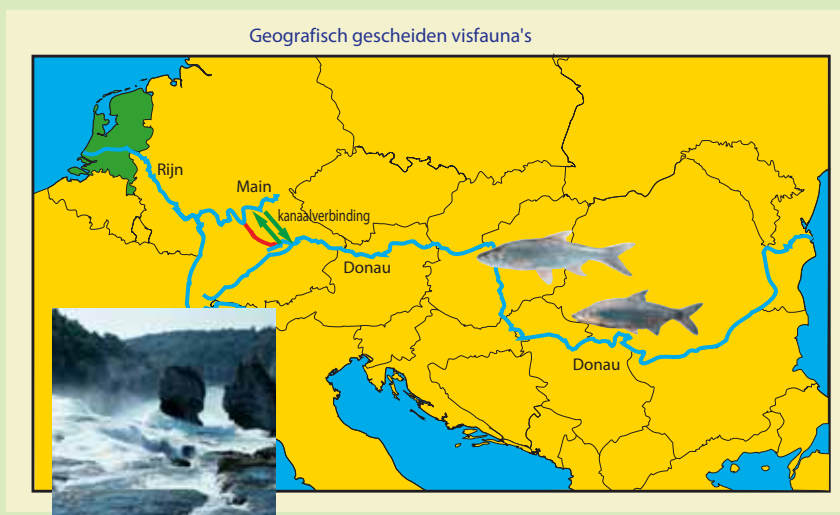 Geografisch gescheiden visfauna's
Rijn
Main
kanaalverbinding
Donau
Donau